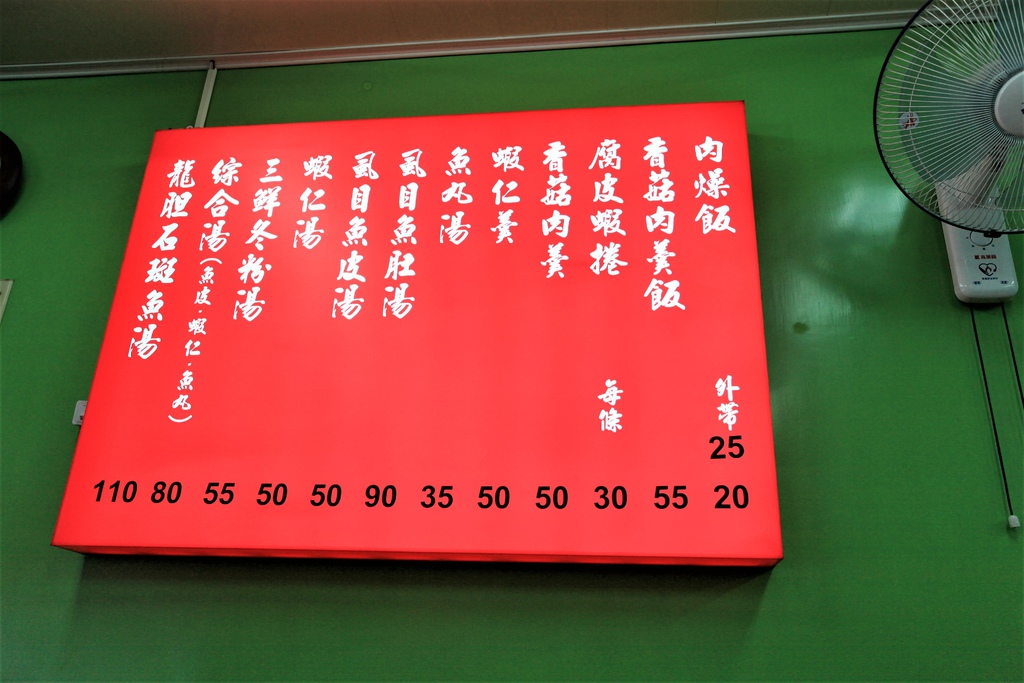 肉燥飯 外帶 25 20
香菇肉羹飯 55
腐皮蝦捲 每條 30
香菇肉羹 50
蝦仁羹 50
魚丸湯 35
虱目魚肚湯 90
虱目魚皮湯 50
蝦仁湯 50
三鮮冬粉湯 55
綜合湯(魚皮·蝦仁·魚丸) 80
龍胆石斑魚湯 110